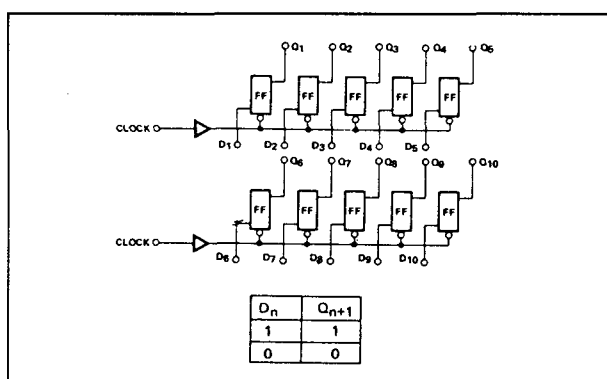 Q1 Q2 Q3 Q4 Q5
FF FF FF FF FF
CLOCK
D1 D2 D3 D4 D5
Q6 Q7 Q8 Q9 Q10
FF FF FF FF FF
CLOCK
D6 D7 D8 D9 D10
Dn Qn+1
1 1
0 0